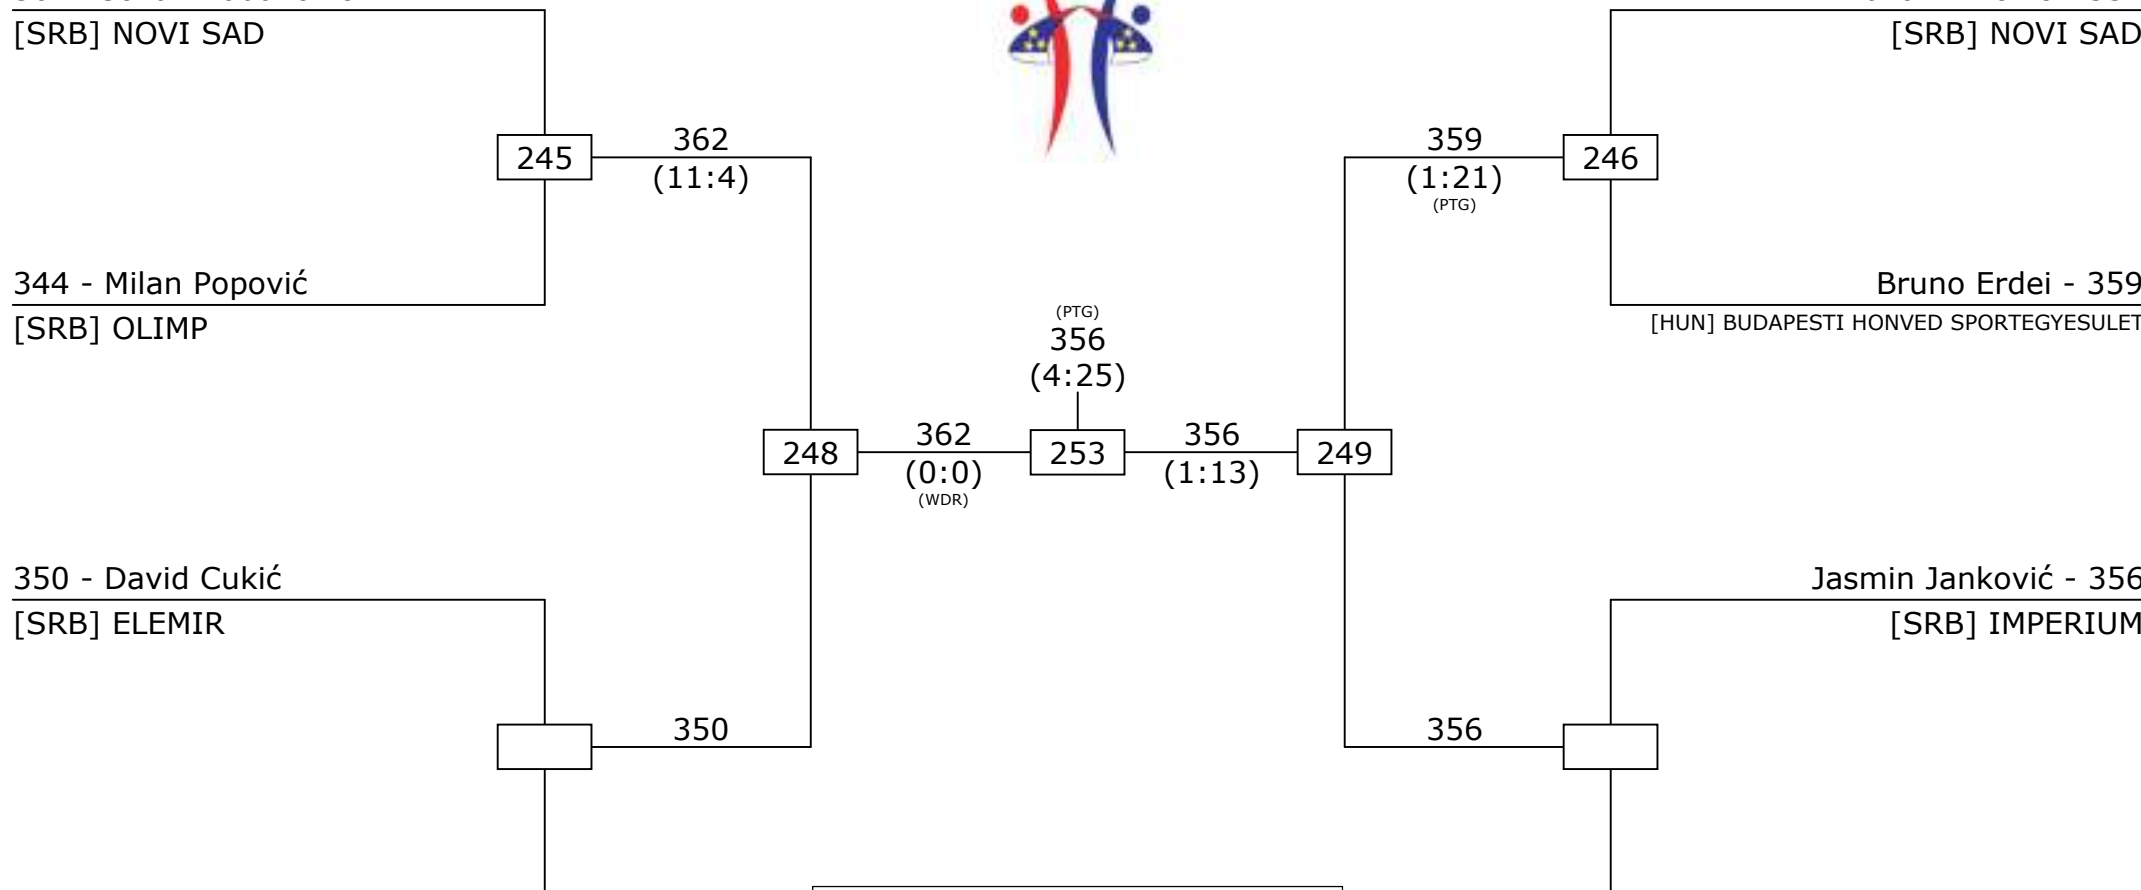 [SRB] NOVI SAD
[SRB] NOVI SAD
245
362
(11:4)
359
(1:21)
(PTG)
246
344 - Milan Popović
[SRB] OLIMP
Bruno Erdei - 359
[HUN] BUDAPESTI HONVED SPORTEGYESULET
(PTG)
356
(4:25)
248
362
(0:0)
(WDR)
253
356
(1:13)
249
350 - David Cukić
[SRB] ELEMIR
Jasmin Janković - 356
[SRB] IMPERIUM
350
356